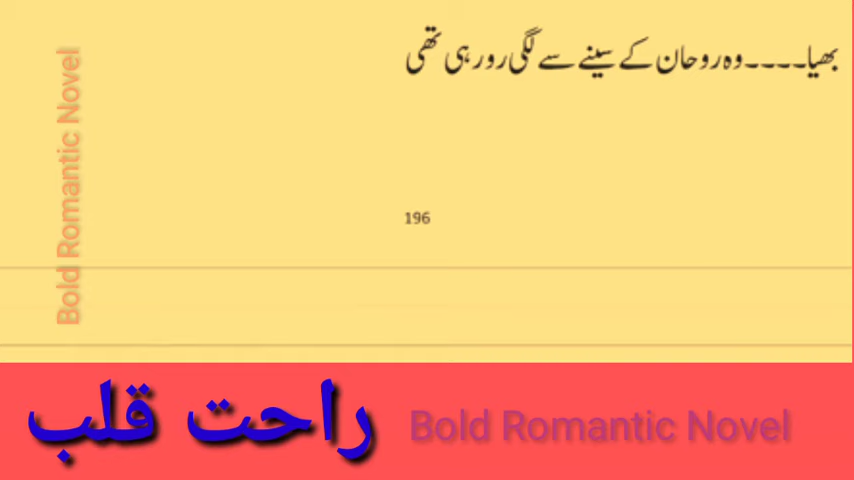 بھیا۔۔۔۔وہ روحان کے سینے سے لگی رو رہی تھی
196
Bold Romantic Novel
راحت قلب
Bold Romantic Novel